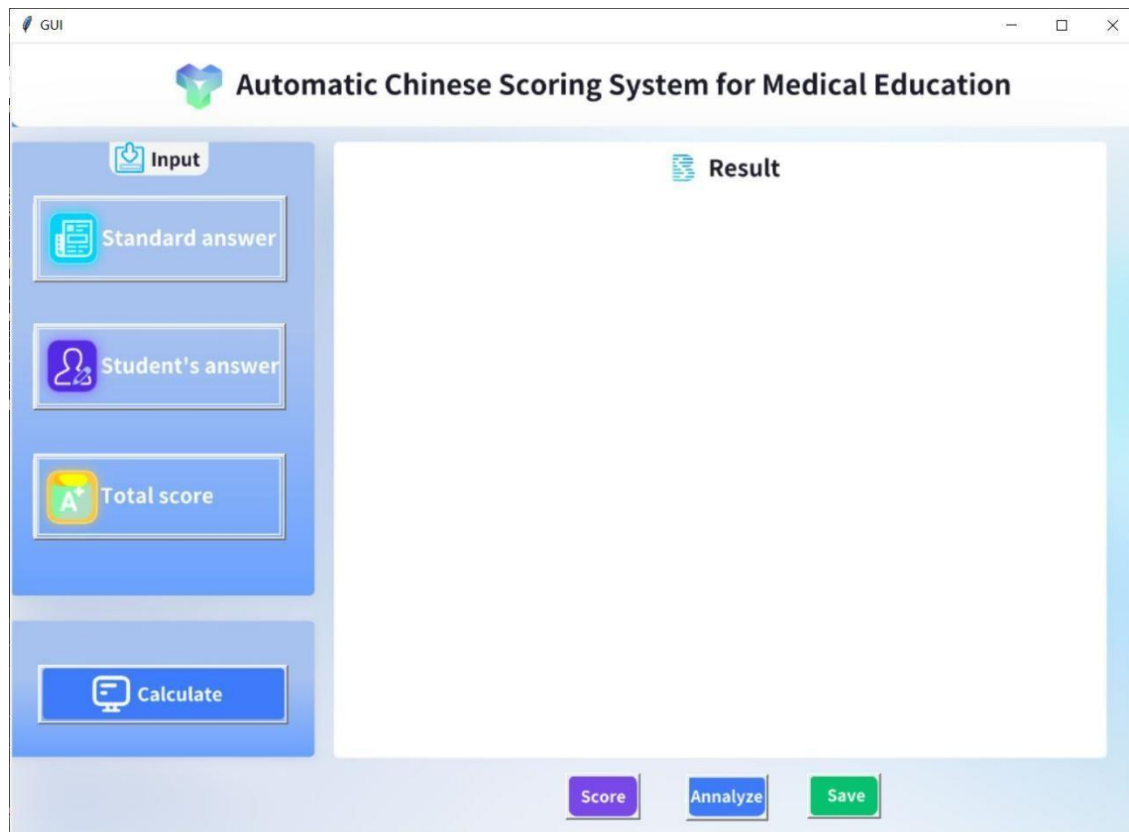 GUI
Automatic Chinese Scoring System for Medical Education
Input
Standard answer
Student's answer
A+ Total score
Calculate
Result
Score Annalyze Save